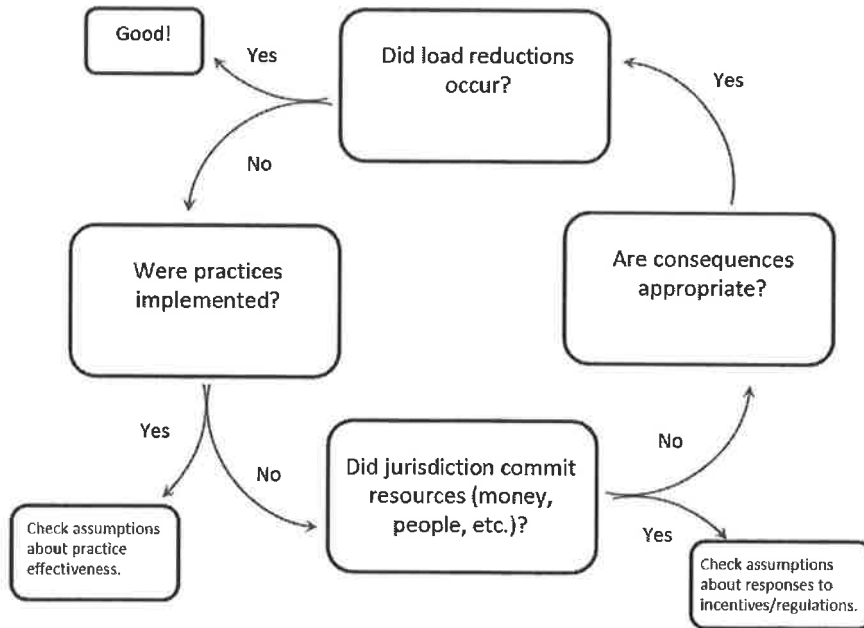 Good!
Yes
Did load reductions
occur?
Yes
No
Were practices
implemented?
Are consequences
appropriate?
Yes
No
Did jurisdiction commit
resources (money,
people, etc.)?
No
Yes
Check assumptions
about practice
effectiveness.
Check assumptions
about responses to
incentives/regulations.